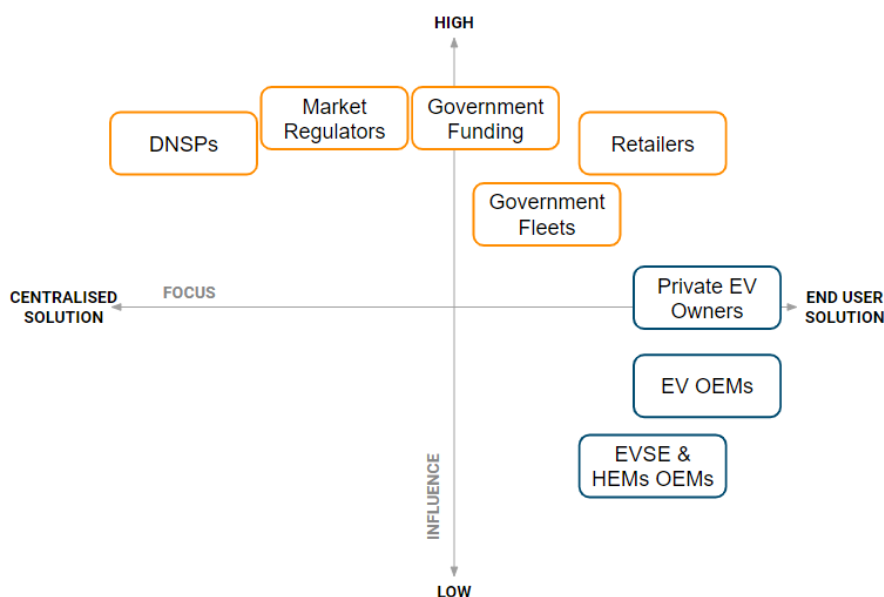 HIGH
Market
Regulators
Government
Funding
DNSPs
Retailers
Government
Fleets
CENTRALISED
SOLUTION
FOCUS
Private EV
Owners
END USER
SOLUTION
EV OEMs
EVSE &
HEMs OEMs
INFLUENCE
LOW